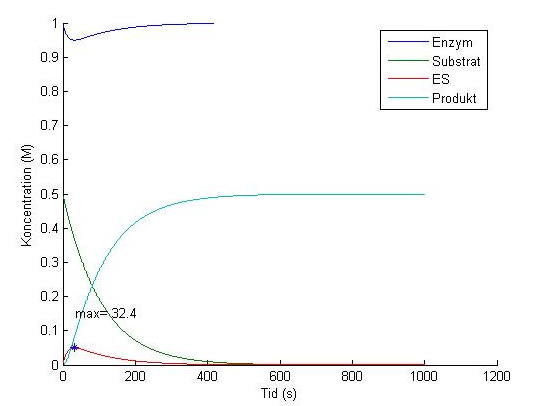 1
0.9
0.8
0.7
0.6
0.5
0.4
0.3
0.2
0.1
0
Koncentration (M)
Enzym
Substrat
ES
Produkt
max= 32.4
0 200 400 600 800 1000 1200
Tid (s)